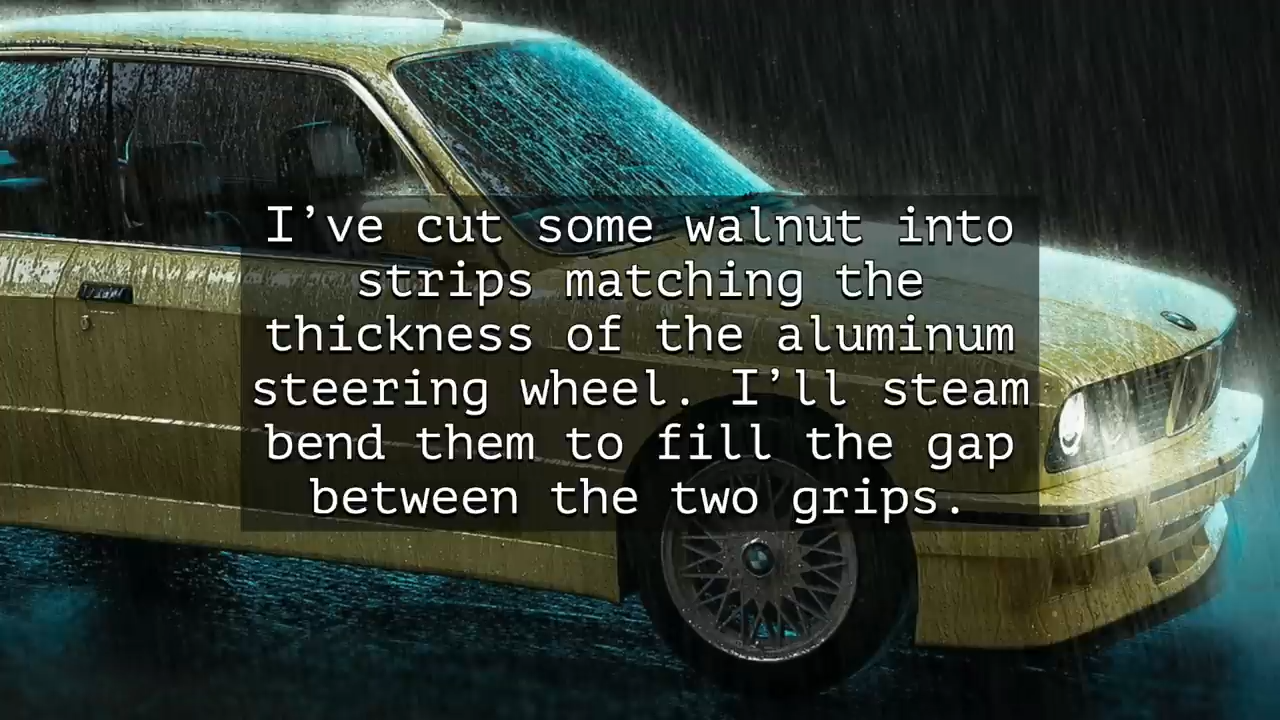 I’ve cut some walnut into
strips matching the
thickness of the aluminum
steering wheel. I’ll steam
bend them to fill the gap
between the two grips.